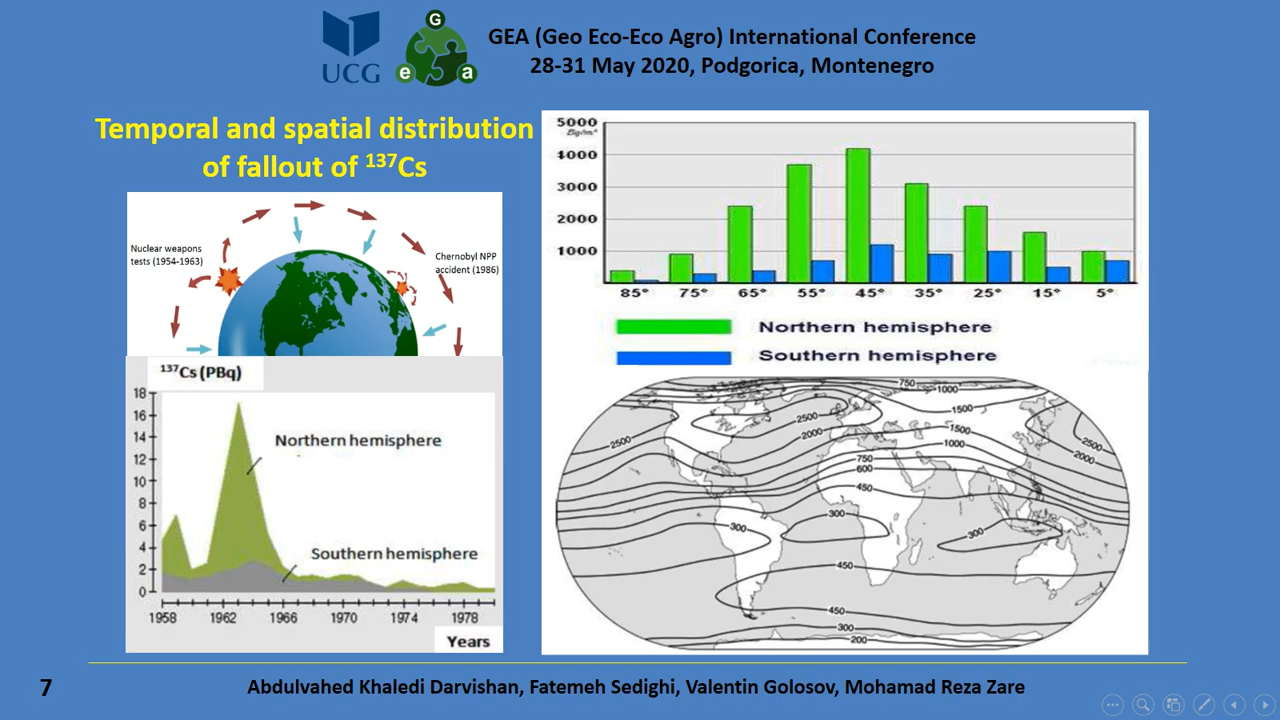 UCG
G
e
a
GEA (Geo Eco-Eco Agro) International Conference
28-31 May 2020, Podgorica, Montenegro
Temporal and spatial distribution
of fallout of ¹³⁷Cs
Nuclear weapons
tests (1954-1963)
Chernobyl NPP
accident (1986)
¹³⁷Cs (PBq)
18
16
14
12
10
8
6
4
2
0
Northern hemisphere
Southern hemisphere
1958 1962 1966 1970 1974 1978
Years
5000
Bq/m²
4000
3000
2000
1000
85° 75° 65° 55° 45° 35° 25° 15° 5°
Northern hemisphere
Southern hemisphere
750
1000
1500
2500
2000
2500
1500
1000
2500
2000
750
600
450
300
300
300
450
450
300
200
7
Abdulvahed Khaledi Darvishan, Fatemeh Sedighi, Valentin Golosov, Mohamad Reza Zare